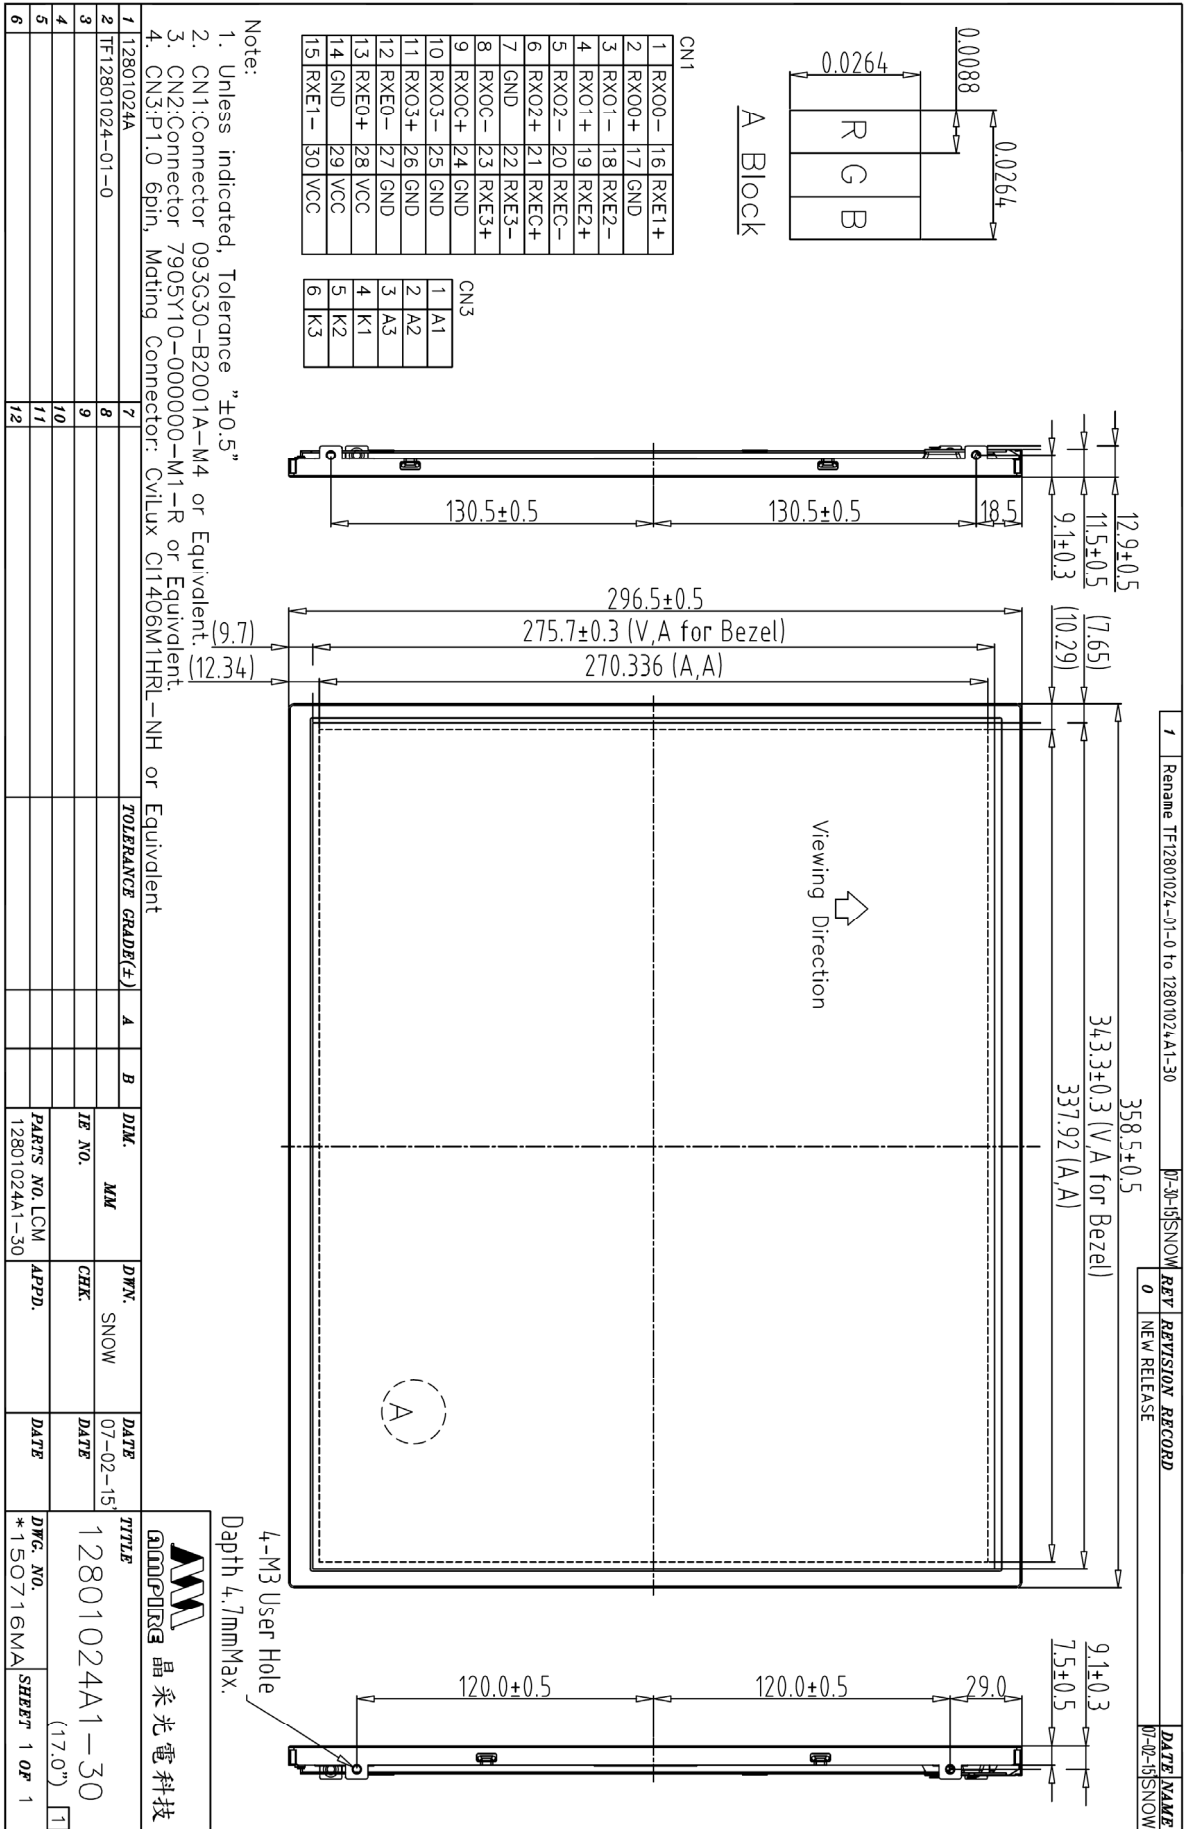 1 Rename TF12801024-01-0 to 12801024A1-30 07-30-15' SNOW
REV REVISION RECORD DATE NAME
0 NEW RELEASE 07-02-15' SNOW
0.0088
0.0264
0.0264
R G B
A Block
12.9±0.5
11.5±0.5
9.1±0.3
18.5
130.5±0.5
130.5±0.5
358.5±0.5
343.3±0.3 (V,A for Bezel)
337.92 (A,A)
(7.65)
(10.29)
296.5±0.5
275.7±0.3 (V,A for Bezel)
270.336 (A,A)
(9.7)
(12.34)
Viewing Direction
A
9.1±0.3
7.5±0.5
29.0
120.0±0.5
120.0±0.5
4-M3 User Hole
Dapth 4.7mmMax.
CN1
1 RXO0- 16 RXE1+
2 RXO0+ 17 GND
3 RXO1- 18 RXE2-
4 RXO1+ 19 RXE2+
5 RXO2- 20 RXEC-
6 RXO2+ 21 RXEC+
7 GND 22 RXE3-
8 RXOC- 23 RXE3+
9 RXOC+ 24 GND
10 RXO3- 25 GND
11 RXO3+ 26 GND
12 RXE0- 27 GND
13 RXE0+ 28 VCC
14 GND 29 VCC
15 RXE1- 30 VCC
CN3
1 A1
2 A2
3 A3
4 K1
5 K2
6 K3
Note:
1. Unless indicated, Tolerance "±0.5"
2. CN1:Connector 093G30-B2001A-M4 or Equivalent.
3. CN2:Connector 7905Y10-000000-M1-R or Equivalent.
4. CN3:P1.0 6pin, Mating Connector: CviLux CI1406M1HRL-NH or Equivalent
1 12801024A 7 TOLERANCE GRADE(±) A B
2 TF12801024-01-0 8
3 9
4 10
5 11
6 12
DIM. MM
IE NO.
PARTS NO. LCM
12801024A1-30
DWN. SNOW DATE 07-02-15'
CHK. DATE
APPD. DATE
AMPIRE 晶采光電科技
TITLE
12801024A1-30
(17.0") 1
DWG. NO. *150716MA SHEET 1 OF 1